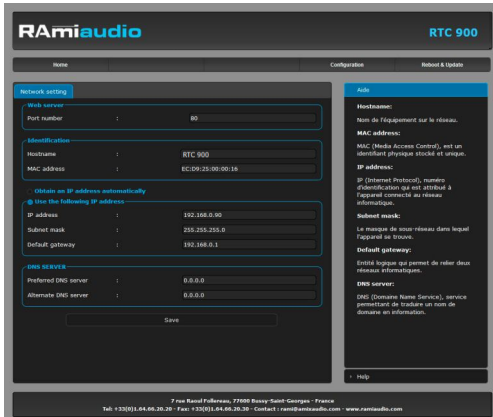 RAmiaudio
RTC 900
Home
Configuration
Reboot & Update
Network setting
Web server
Port number : 80
Identification
Hostname : RTC 900
MAC address : EC:D9:25:00:00:16
Obtain an IP address automatically
Use the following IP address
IP address : 192.168.0.90
Subnet mask : 255.255.255.0
Default gateway : 192.168.0.1
DNS SERVER
Preferred DNS server : 0.0.0.0
Alternate DNS server : 0.0.0.0
Save
Aide
Hostname:
Nom de l'équipement sur le réseau.
MAC address:
MAC (Media Access Control), est un
identifiant physique stocké et unique.
IP address:
IP (Internet Protocol), numéro
d'identification qui est attribué à
l'appareil connecté au réseau
informatique.
Subnet mask:
Le masque de sous-réseau dans lequel
l'appareil se trouve.
Default gateway:
Entité logique qui permet de relier deux
réseaux informatiques.
DNS server:
DNS (Domaine Name Service), service
permettant de traduire un nom de
domaine en information.
Help
7 rue Raoul Follereau, 77600 Bussy-Saint-Georges - France
Tel: +33(0)1.64.66.20.20 - Fax: +33(0)1.64.66.20.30 - Contact : rami@amixaudio.com - www.ramiaudio.com